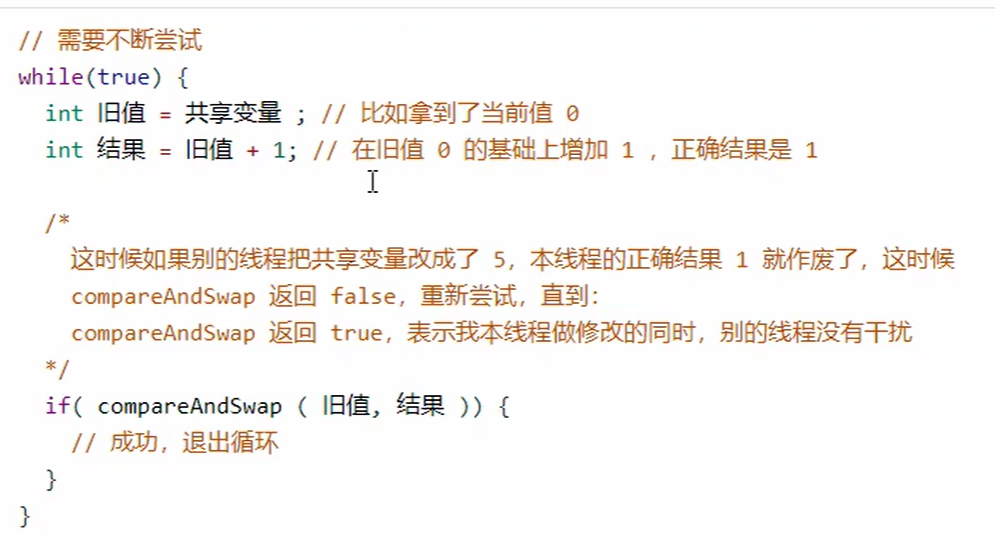 // 需要不断尝试
while(true) {
int 旧值 = 共享变量 ; // 比如拿到了当前值 0
int 结果 = 旧值 + 1; // 在旧值 0 的基础上增加 1 ，正确结果是 1
/*
这时候如果别的线程把共享变量改成了 5，本线程的正确结果 1 就作废了，这时候
compareAndSwap 返回 false，重新尝试，直到：
compareAndSwap 返回 true，表示我本线程做修改的同时，别的线程没有干扰
*/
if( compareAndSwap ( 旧值, 结果 )) {
// 成功，退出循环
}
}